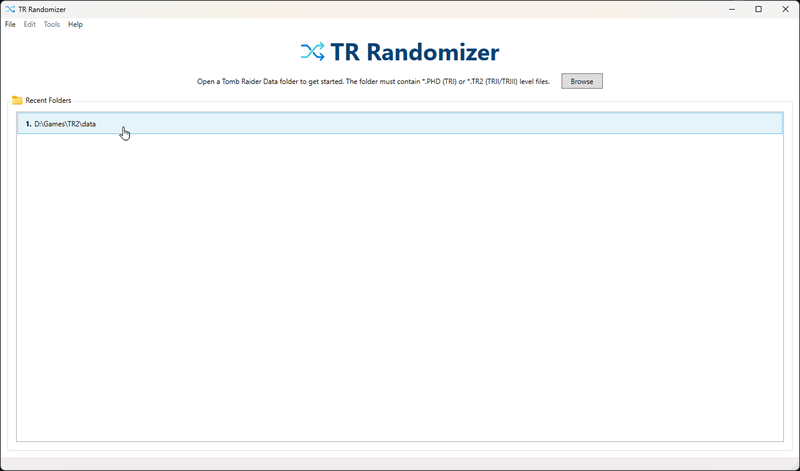 TR Randomizer
File Edit Tools Help
TR Randomizer
Open a Tomb Raider Data folder to get started. The folder must contain *.PHD (TRI) or *.TR2 (TRII/TRIII) level files. Browse
Recent Folders
1. D:\Games\TR2\data